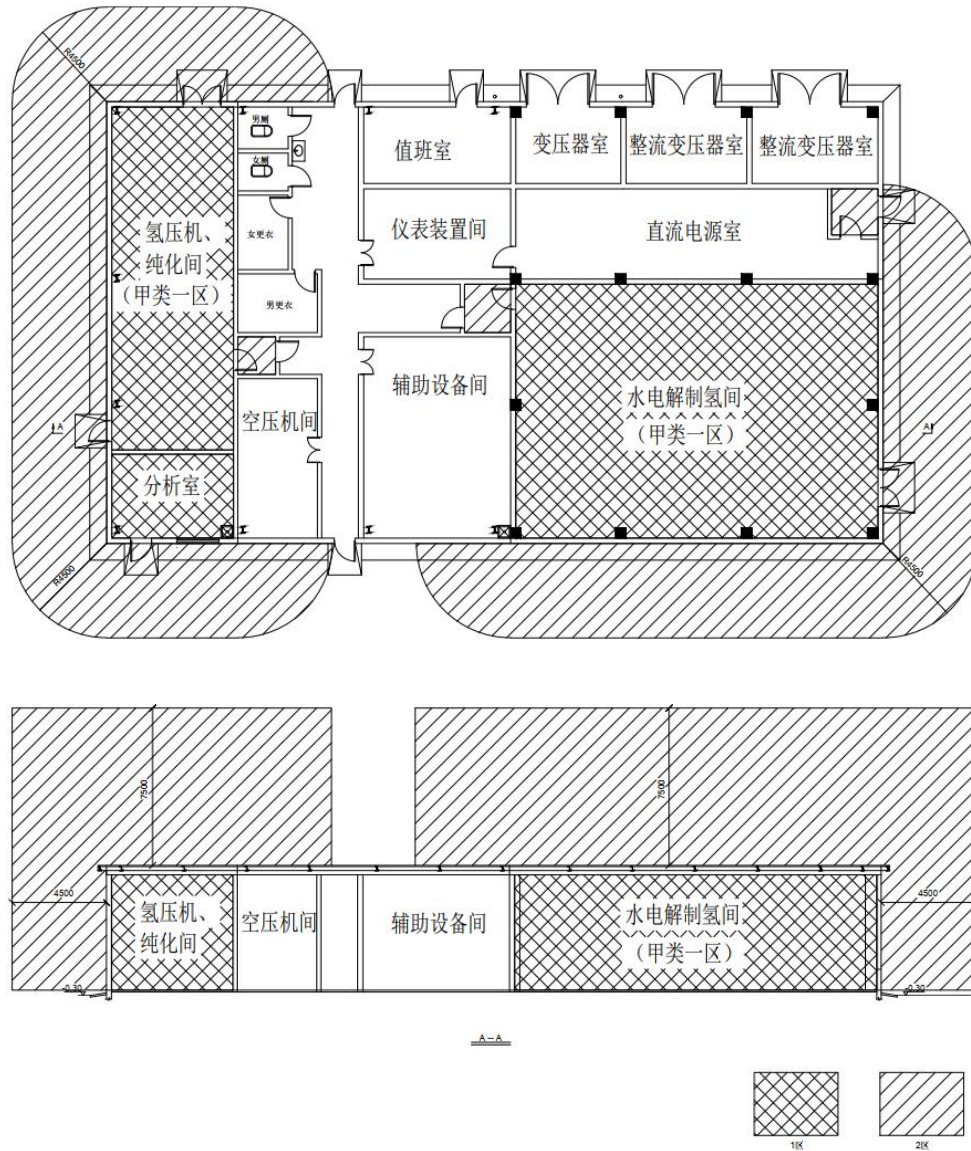 R4500
男厕
女厕
值班室
变压器室
整流变压器室
整流变压器室
氢压机、
纯化间
（甲类一区）
女更衣
仪表装置间
直流电源室
男更衣
空压机间
辅助设备间
水电解制氢间
（甲类一区）
A
A
分析室
R4500
R4500
7500
7500
4500
4500
氢压机、
纯化间
空压机间
辅助设备间
水电解制氢间
（甲类一区）
-0.30
-0.30
A-A
1区
2区